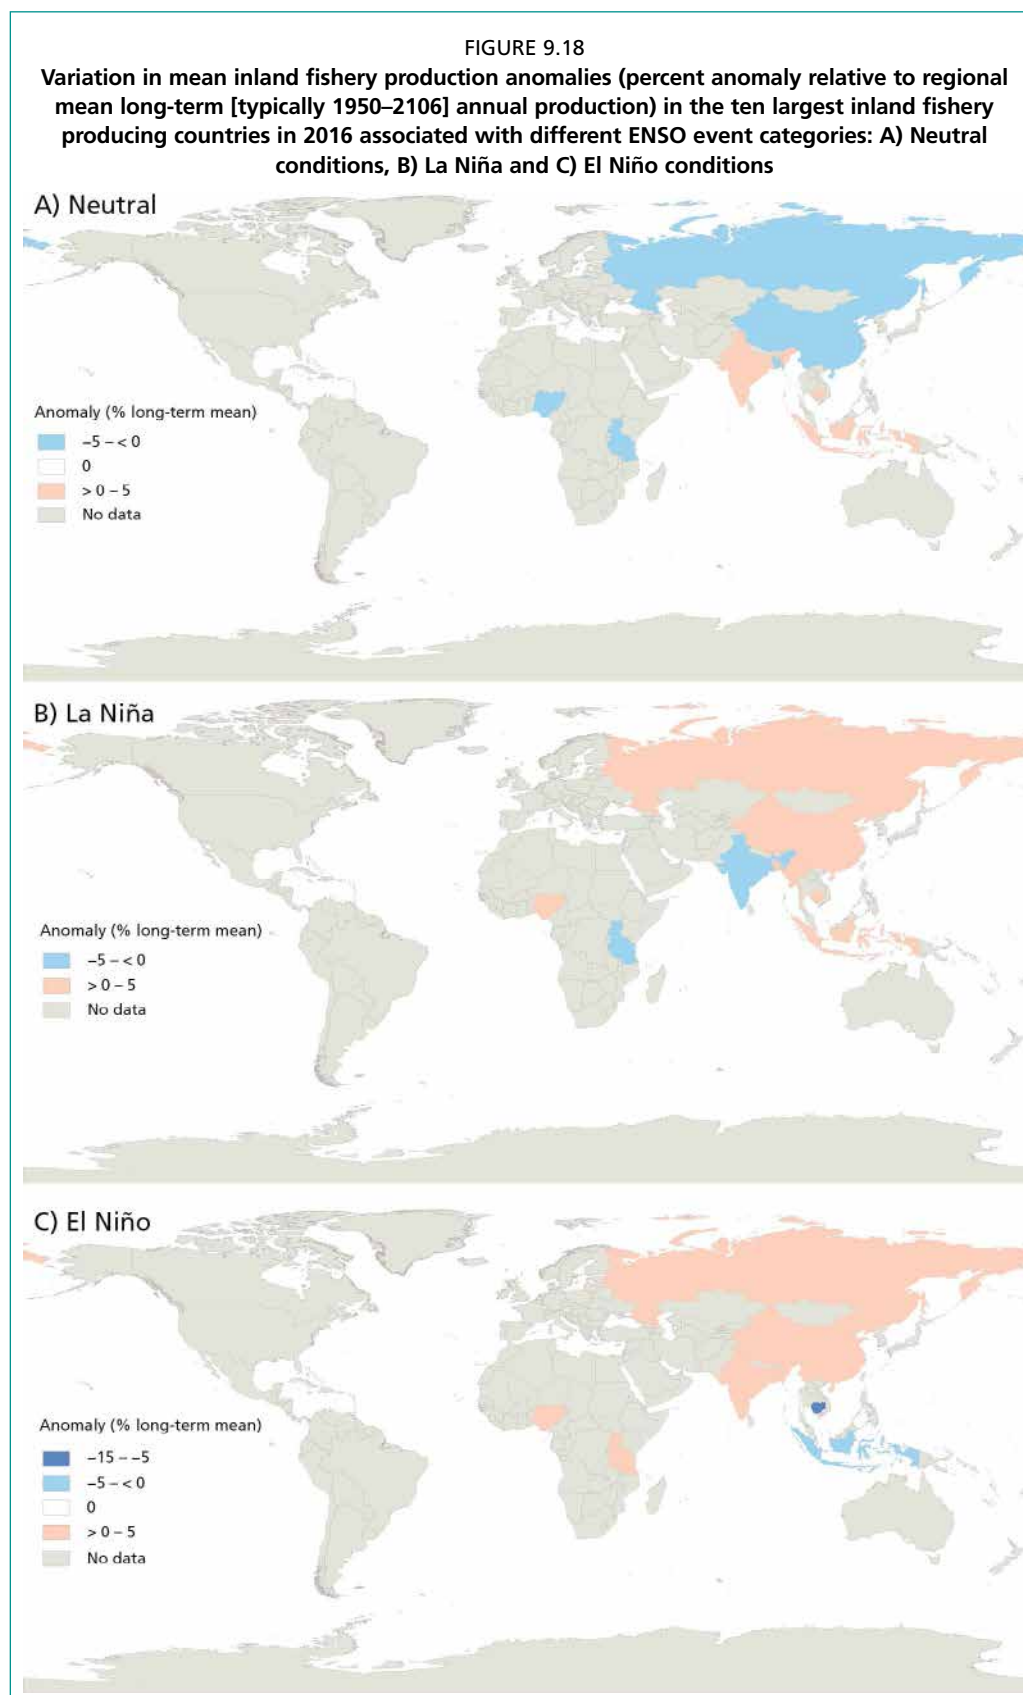 FIGURE 9.18
Variation in mean inland fishery production anomalies (percent anomaly relative to regional
mean long-term [typically 1950–2106] annual production) in the ten largest inland fishery
producing countries in 2016 associated with different ENSO event categories: A) Neutral
conditions, B) La Niña and C) El Niño conditions
A) Neutral
Anomaly (% long-term mean)
−5 – < 0
0
> 0 – 5
No data
B) La Niña
Anomaly (% long-term mean)
−5 – < 0
> 0 – 5
No data
C) El Niño
Anomaly (% long-term mean)
−15 – −5
−5 – < 0
0
> 0 – 5
No data